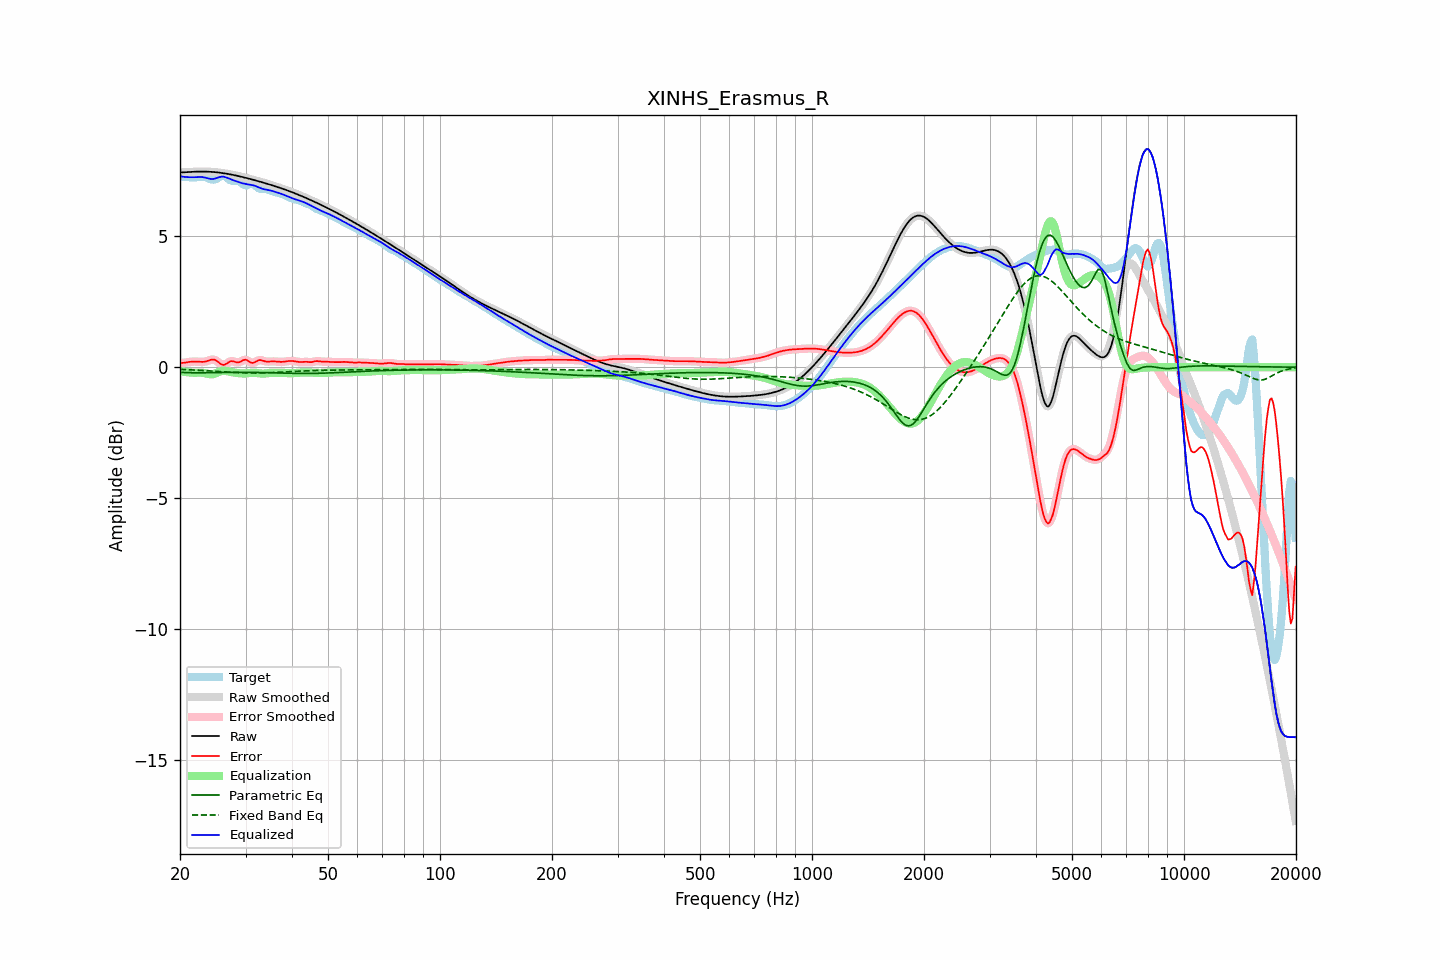 XINHS_Erasmus_R
Amplitude (dBr)
5
0
−5
−10
−15
Target
Raw Smoothed
Error Smoothed
Raw
Error
Equalization
Parametric Eq
Fixed Band Eq
Equalized
20 50 100 200 500 1000 2000 5000 10000 20000
Frequency (Hz)